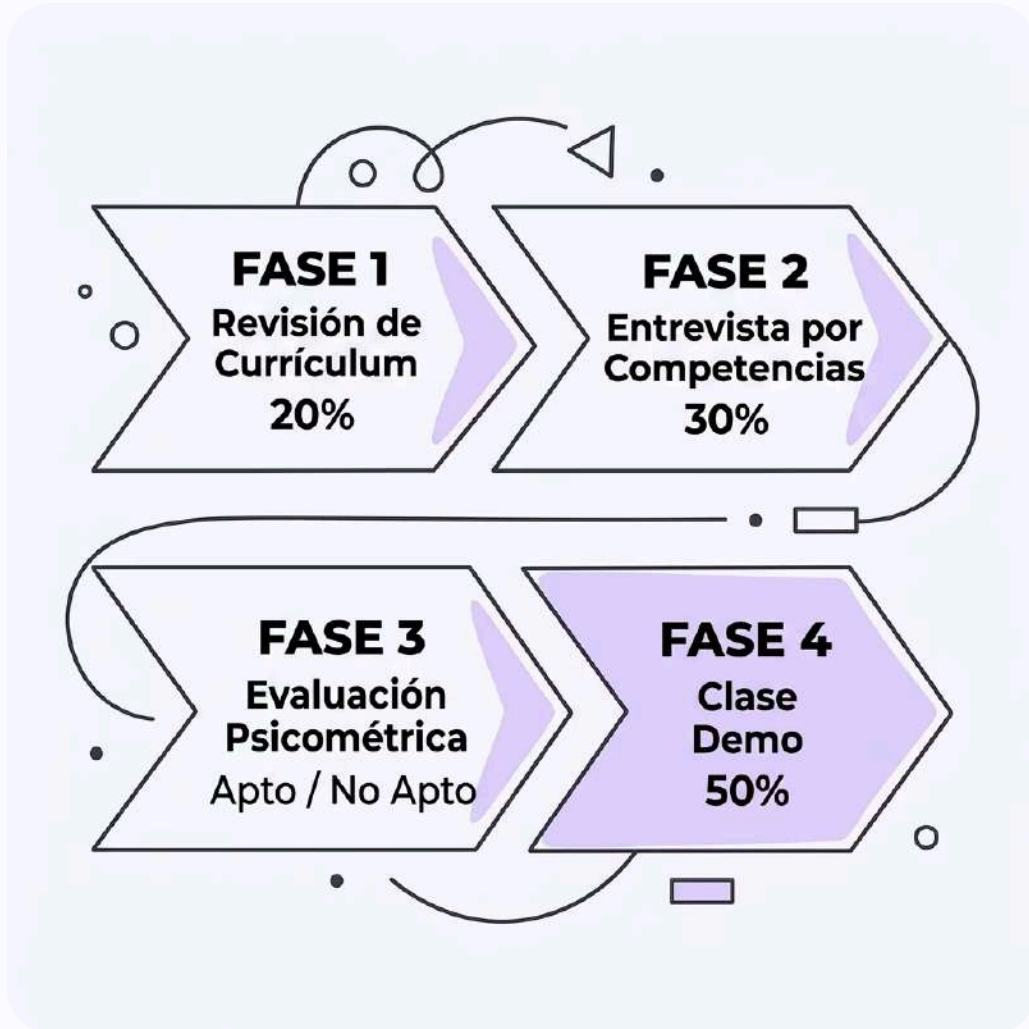 FASE 1
Revisión de
Currículum
20%
FASE 2
Entrevista por
Competencias
30%
FASE 3
Evaluación
Psicométrica
Apto / No Apto
FASE 4
Clase
Demo
50%